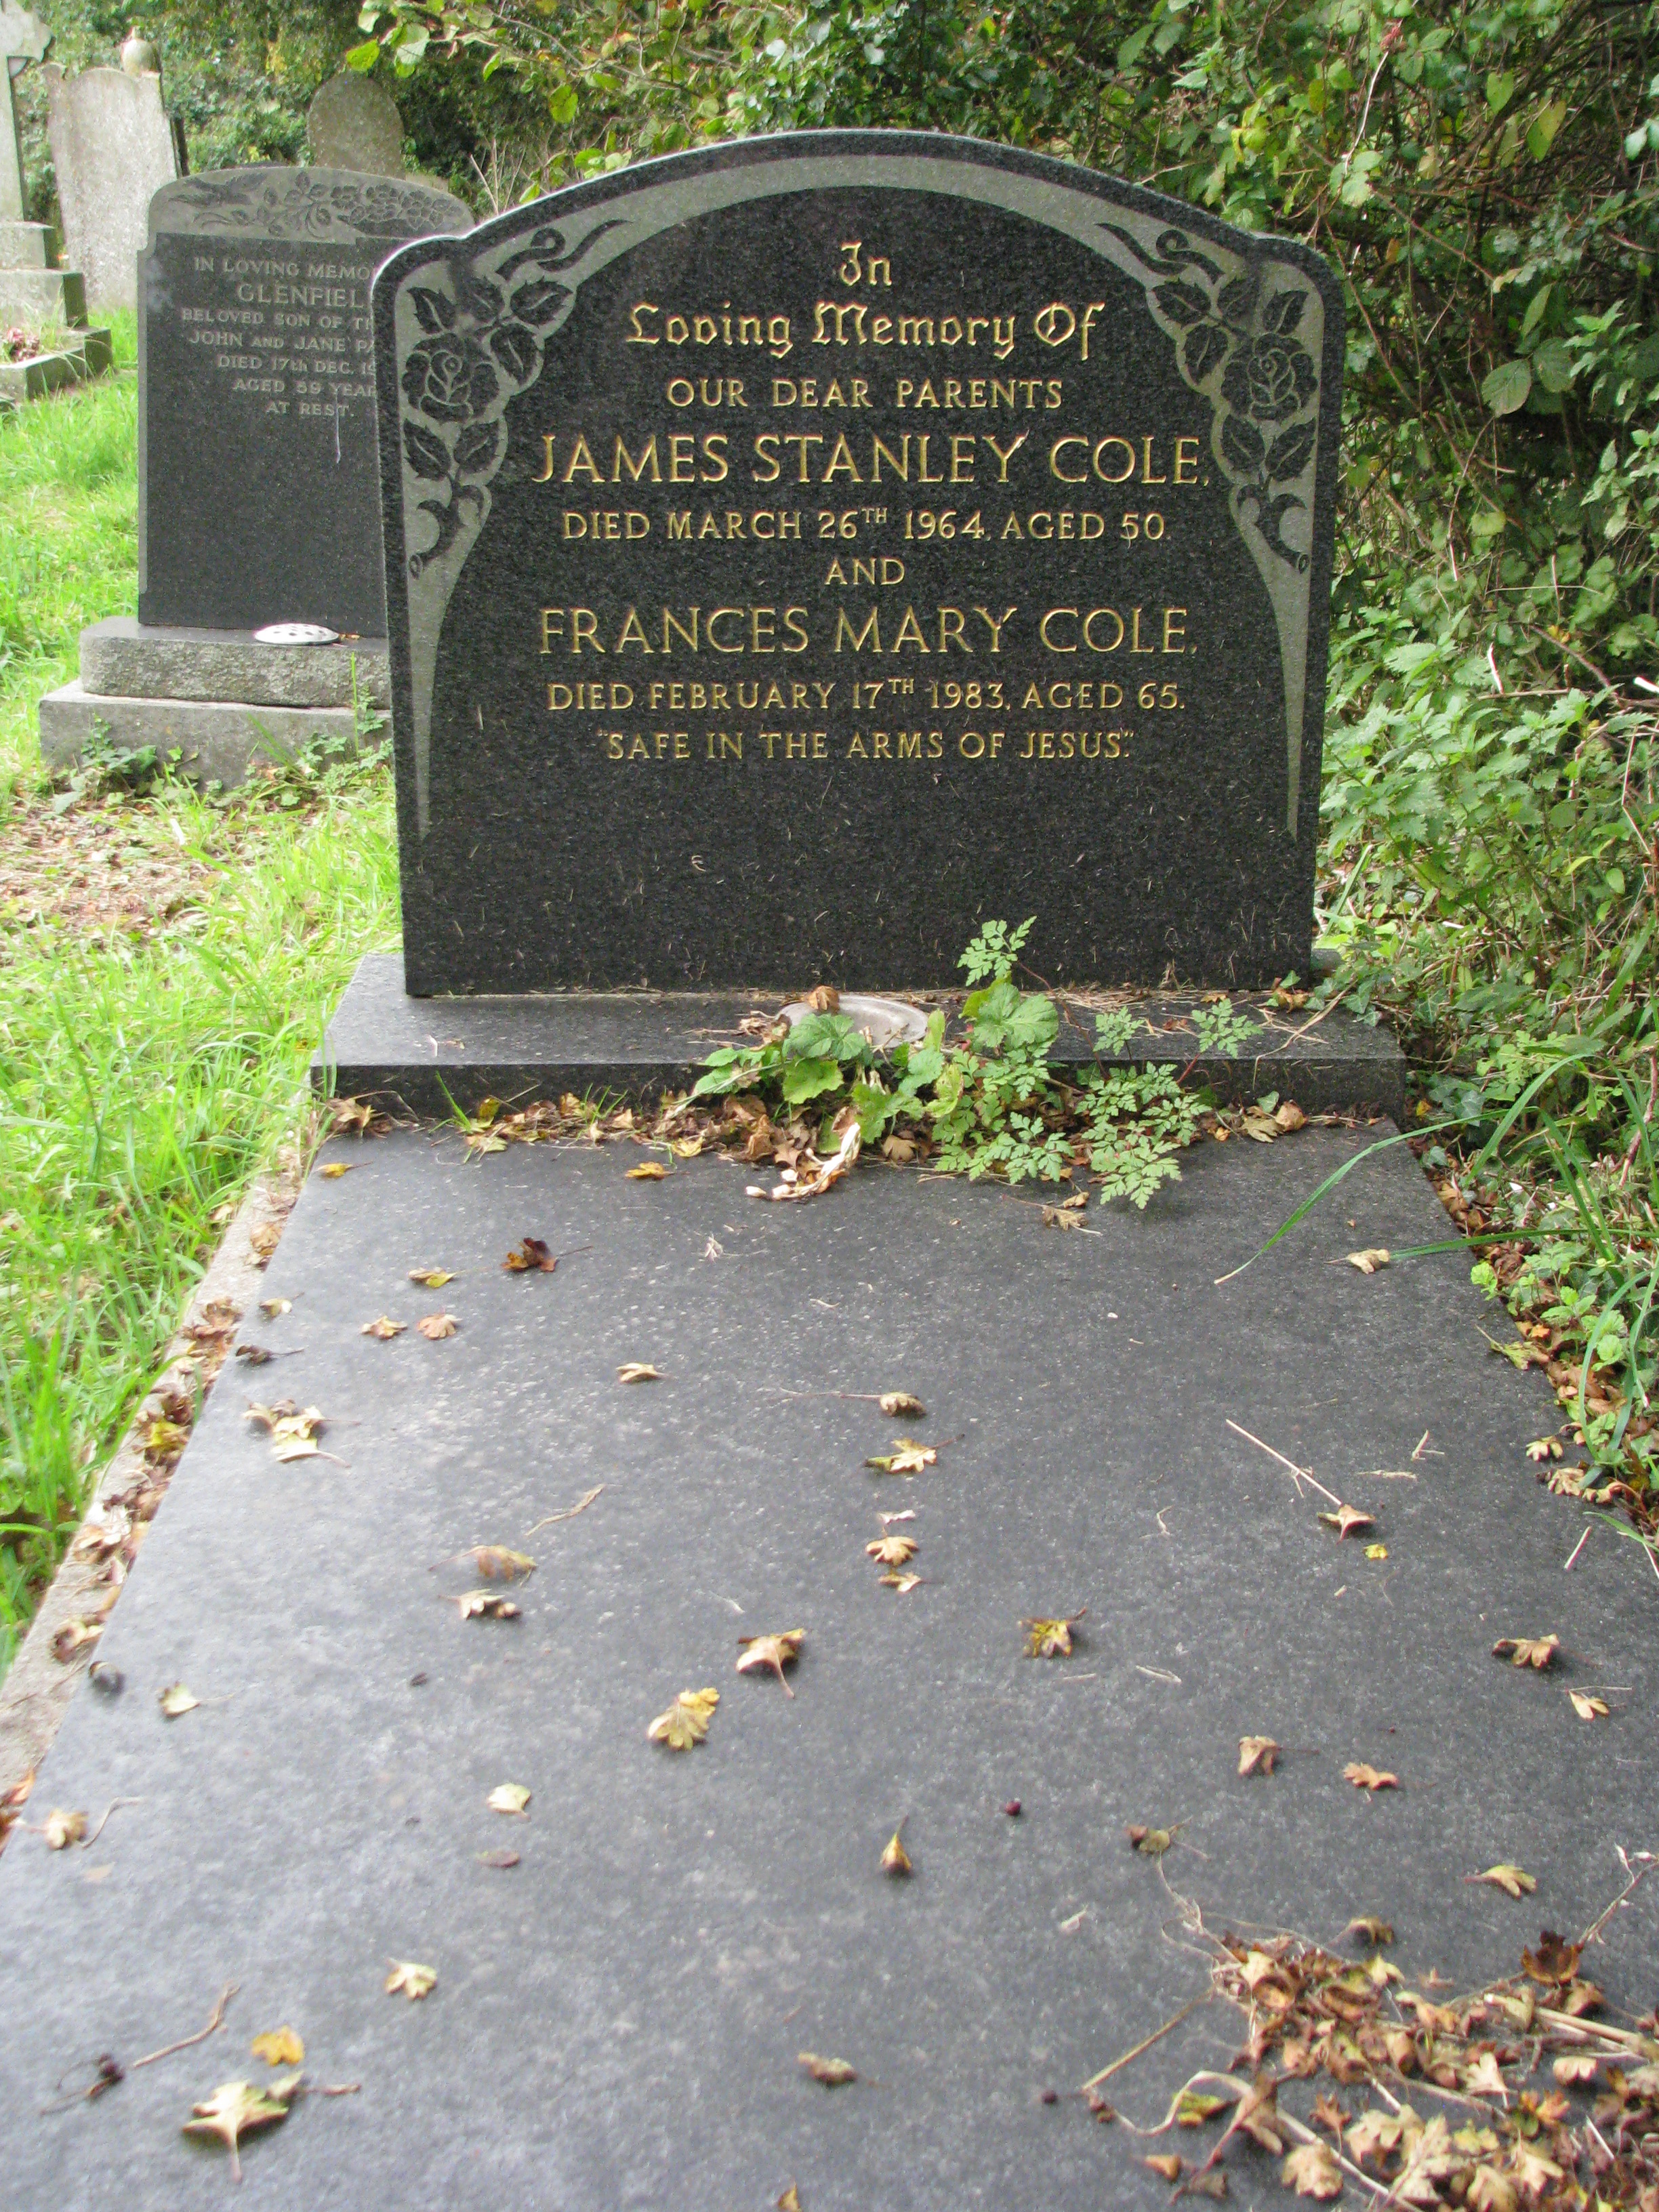 In
Loving Memory Of
OUR DEAR PARENTS
JAMES STANLEY COLE,
DIED MARCH 26TH 1964, AGED 50.
AND
FRANCES MARY COLE,
DIED FEBRUARY 17TH 1983, AGED 65.
"SAFE IN THE ARMS OF JESUS."
IN LOVING
BELOVED SON OF
JOHN AND JANE
DIED 17th DEC.
AGED 59
AT REST.